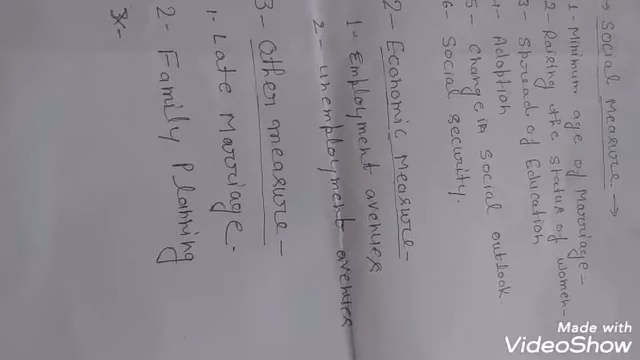 → Social Measure →
1- Minimum age of Marriage-
2- Raising the status of women-
3- Spread of Education
4- Adoption
5- Change in Social outlook.
6- Social security.
2- Economic Measure-
1- Employment avenues
2- unemployment avenues
3- Other measure-
1- Late Marriage.
2- Family Planning
3-
Made with
VideoShow